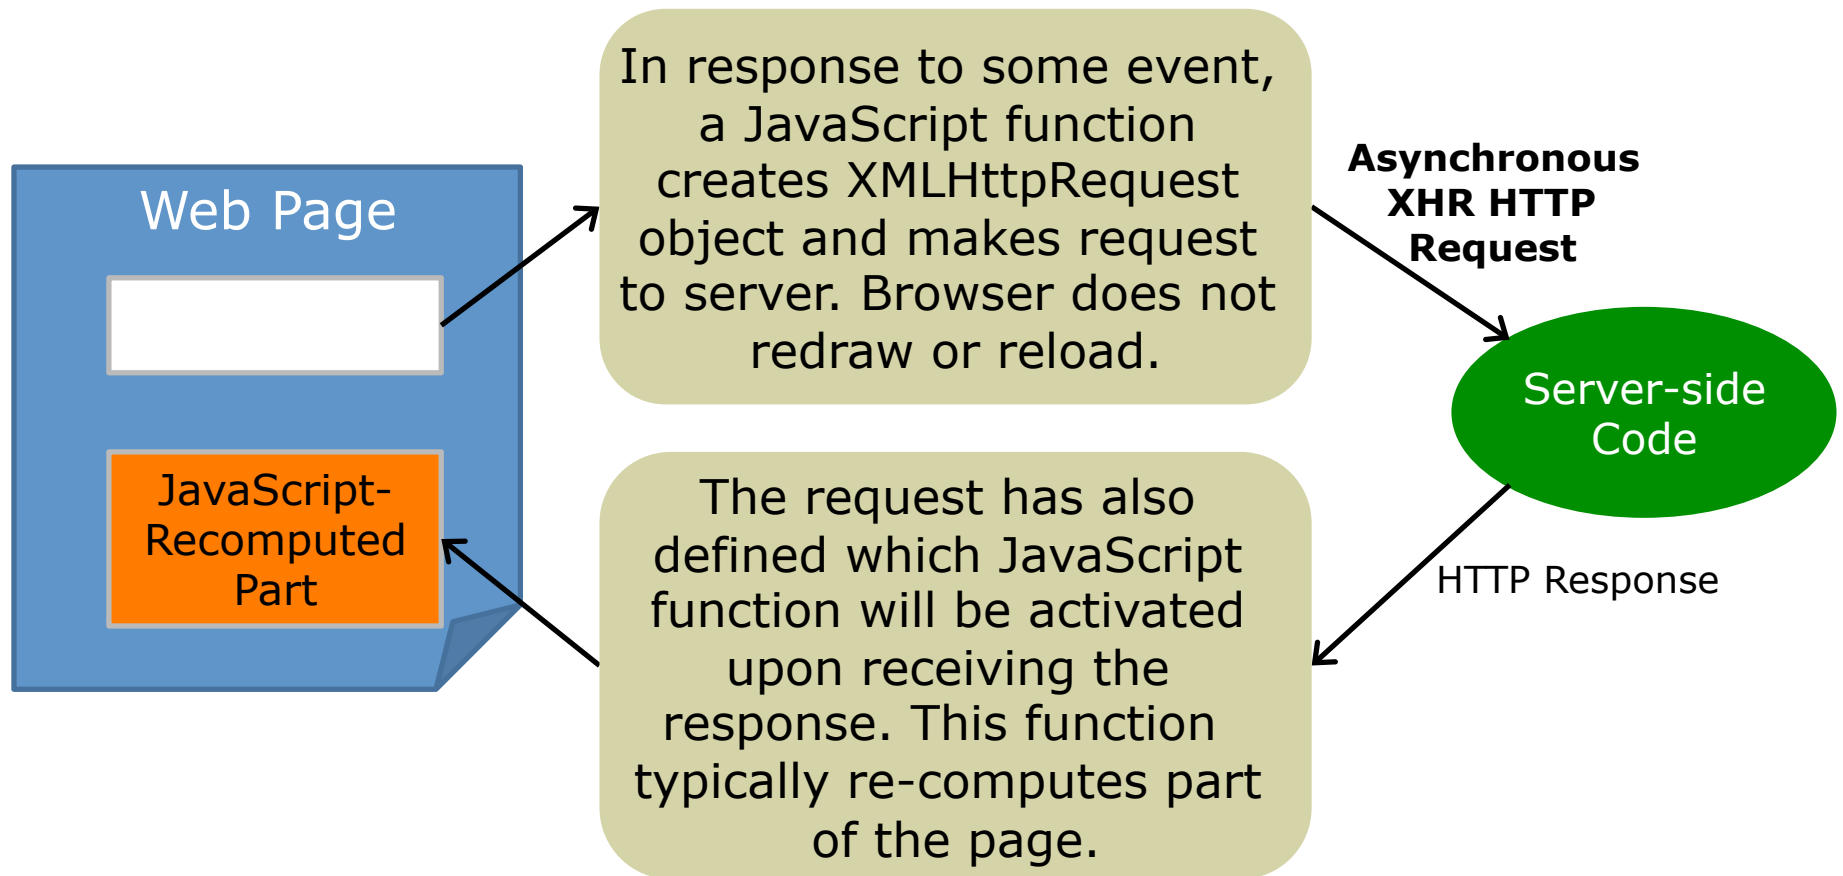 Web Page
JavaScript-
Recomputed
Part
In response to some event,
a JavaScript function
creates XMLHttpRequest
object and makes request
to server. Browser does not
redraw or reload.
Asynchronous
XHR HTTP
Request
Server-side
Code
HTTP Response
The request has also
defined which JavaScript
function will be activated
upon receiving the
response. This function
typically re-computes part
of the page.